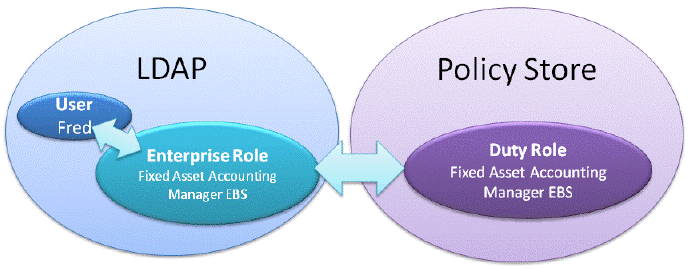 LDAP
User
Fred
Enterprise Role
Fixed Asset Accounting
Manager EBS
Policy Store
Duty Role
Fixed Asset Accounting
Manager EBS